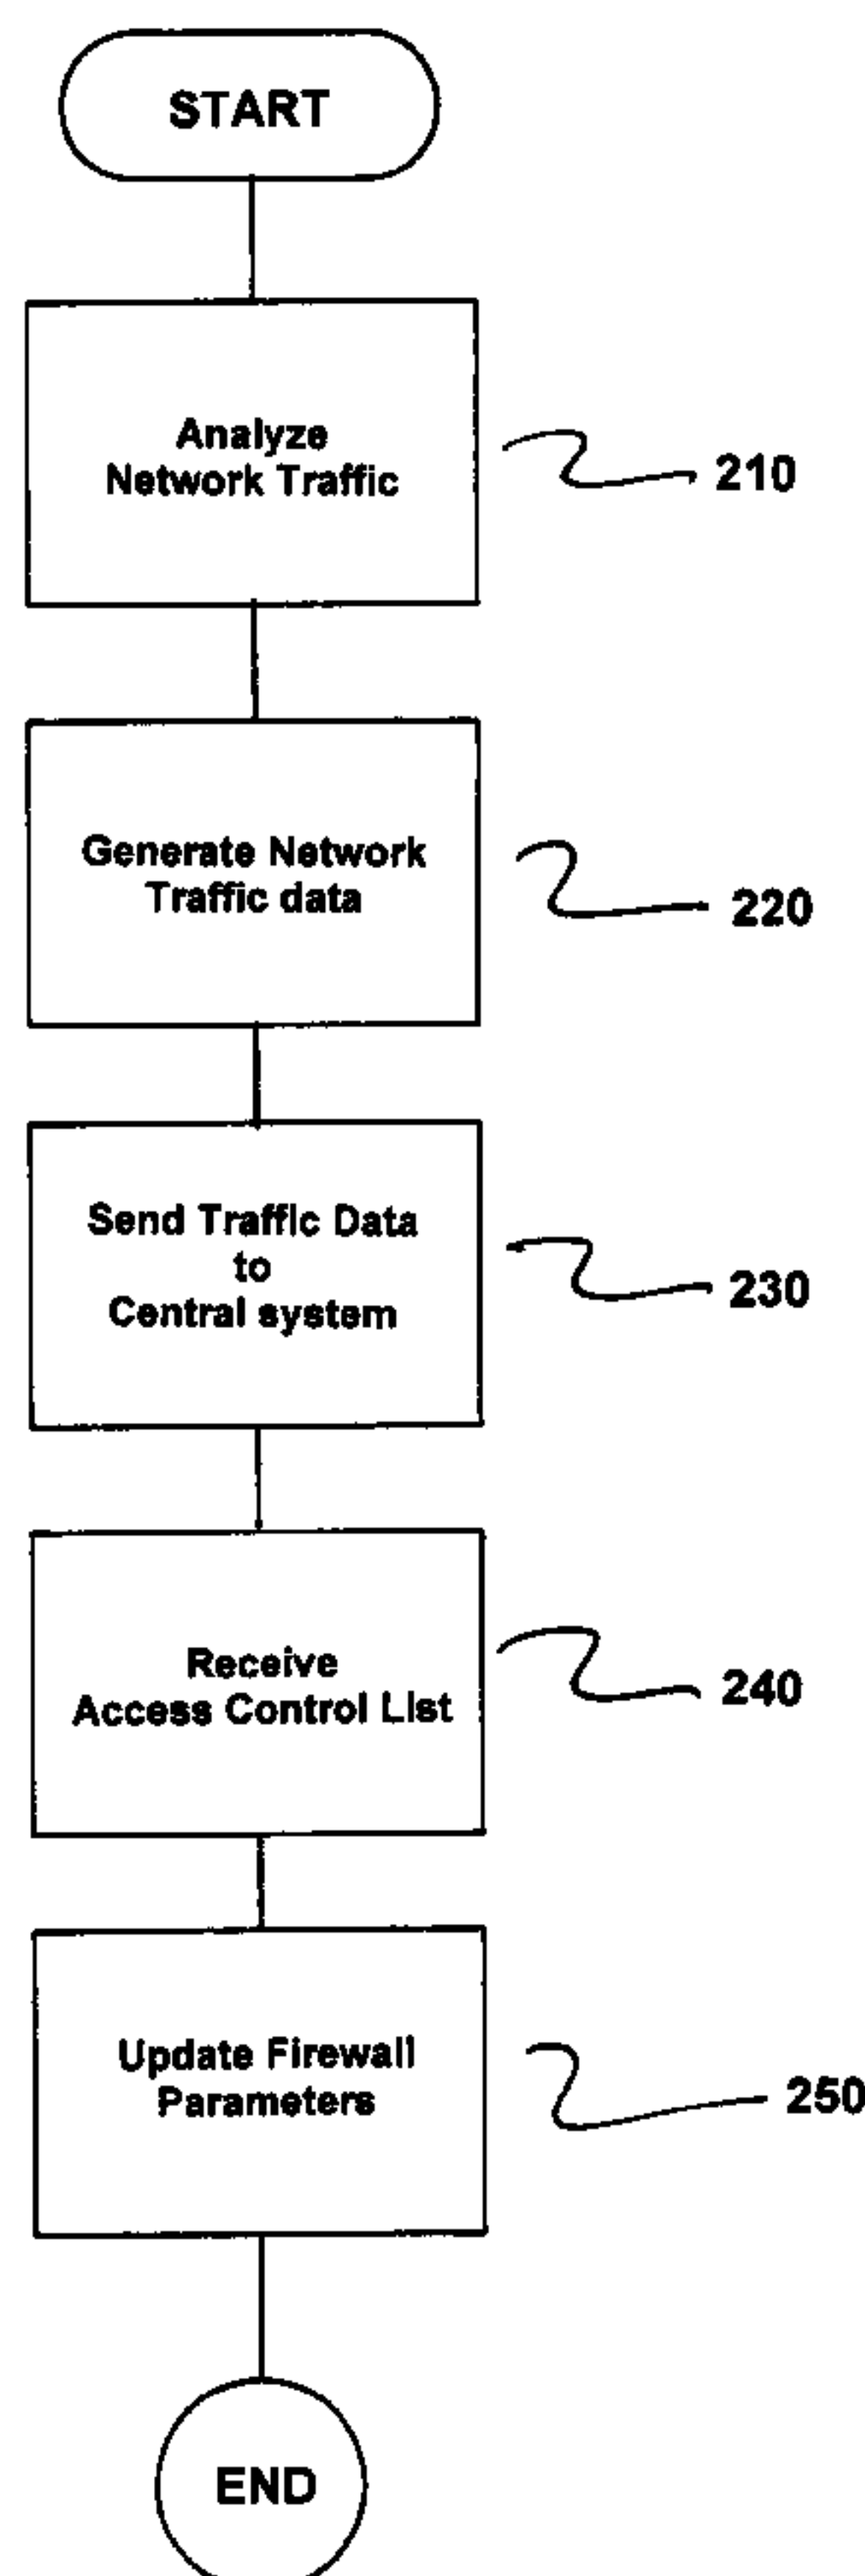 START
Analyze
Network Traffic
210
Generate Network
Traffic data
220
Send Traffic Data
to
Central system
230
Receive
Access Control List
240
Update Firewall
Parameters
250
END